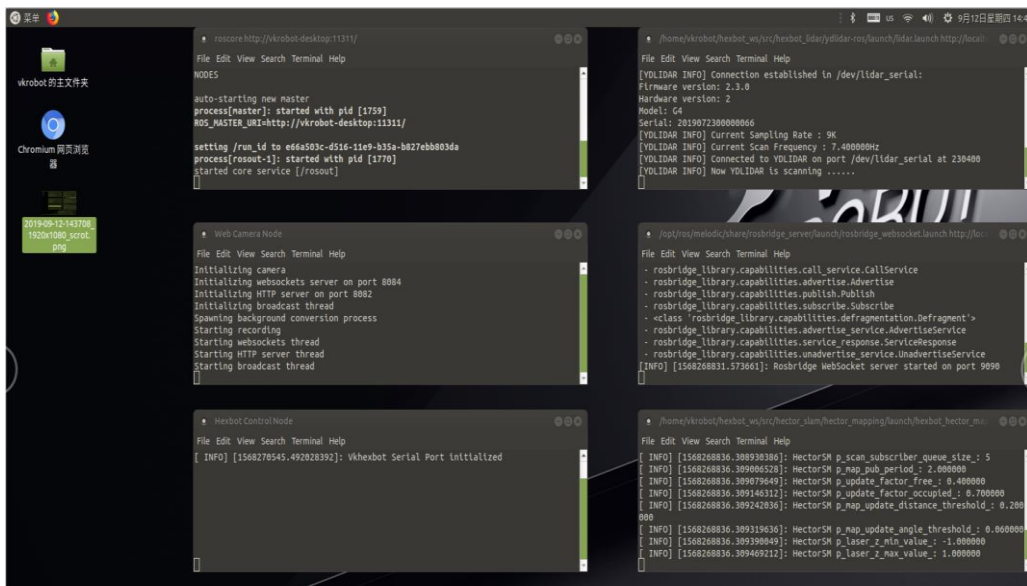 菜单
us
9月12日星期四 14:4
vkrobot 的主文件夹
Chromium 网页浏览
器
2019-09-12-143708_
1920x1080_scrot.
png
roscore http://vkrobot-desktop:11311/
File Edit View Search Terminal Help
NODES
auto-starting new master
process[master]: started with pid [1759]
ROS_MASTER_URI=http://vkrobot-desktop:11311/
setting /run_id to e66a503c-d516-11e9-b35a-b827ebb803da
process[rosout-1]: started with pid [1770]
started core service [/rosout]
/home/vkrobot/hexbot_ws/src/hexbot_lidar/ydlidar-ros/launch/lidar.launch http://local
File Edit View Search Terminal Help
[YDLIDAR INFO] Connection established in /dev/lidar_serial:
Firmware version: 2.3.0
Hardware version: 2
Model: G4
Serial: 2019072300000066
[YDLIDAR INFO] Current Sampling Rate : 9K
[YDLIDAR INFO] Current Scan Frequency : 7.400000Hz
[YDLIDAR INFO] Connected to YDLIDAR on port /dev/lidar_serial at 230400
[YDLIDAR INFO] Now YDLIDAR is scanning ......
Web Camera Node
File Edit View Search Terminal Help
Initializing camera
Initializing websockets server on port 8084
Initializing HTTP server on port 8082
Initializing broadcast thread
Spawning background conversion process
Starting recording
Starting websockets thread
Starting HTTP server thread
Starting broadcast thread
/opt/ros/melodic/share/rosbridge_server/launch/rosbridge_websocket.launch http://loc
File Edit View Search Terminal Help
- rosbridge_library.capabilities.call_service.CallService
- rosbridge_library.capabilities.advertise.Advertise
- rosbridge_library.capabilities.publish.Publish
- rosbridge_library.capabilities.subscribe.Subscribe
- <class 'rosbridge_library.capabilities.defragmentation.Defragment'>
- rosbridge_library.capabilities.advertise_service.AdvertiseService
- rosbridge_library.capabilities.service_response.ServiceResponse
- rosbridge_library.capabilities.unadvertise_service.UnadvertiseService
[INFO] [1568268831.573661]: Rosbridge WebSocket server started on port 9090
Hexbot Control Node
File Edit View Search Terminal Help
[ INFO] [1568270545.492028392]: Vkhexbot Serial Port initialized
/home/vkrobot/hexbot_ws/src/hector_slam/hector_mapping/launch/hexbot_hector_ma
File Edit View Search Terminal Help
[ INFO] [1568268836.308930386]: HectorSM p_scan_subscriber_queue_size_: 5
[ INFO] [1568268836.309006528]: HectorSM p_map_pub_period_: 2.000000
[ INFO] [1568268836.309079649]: HectorSM p_update_factor_free_: 0.400000
[ INFO] [1568268836.309146312]: HectorSM p_update_factor_occupied_: 0.700000
[ INFO] [1568268836.309242036]: HectorSM p_map_update_distance_threshold_: 0.200
000
[ INFO] [1568268836.309319636]: HectorSM p_map_update_angle_threshold_: 0.060000
[ INFO] [1568268836.309390049]: HectorSM p_laser_z_min_value_: -1.000000
[ INFO] [1568268836.309469212]: HectorSM p_laser_z_max_value_: 1.000000